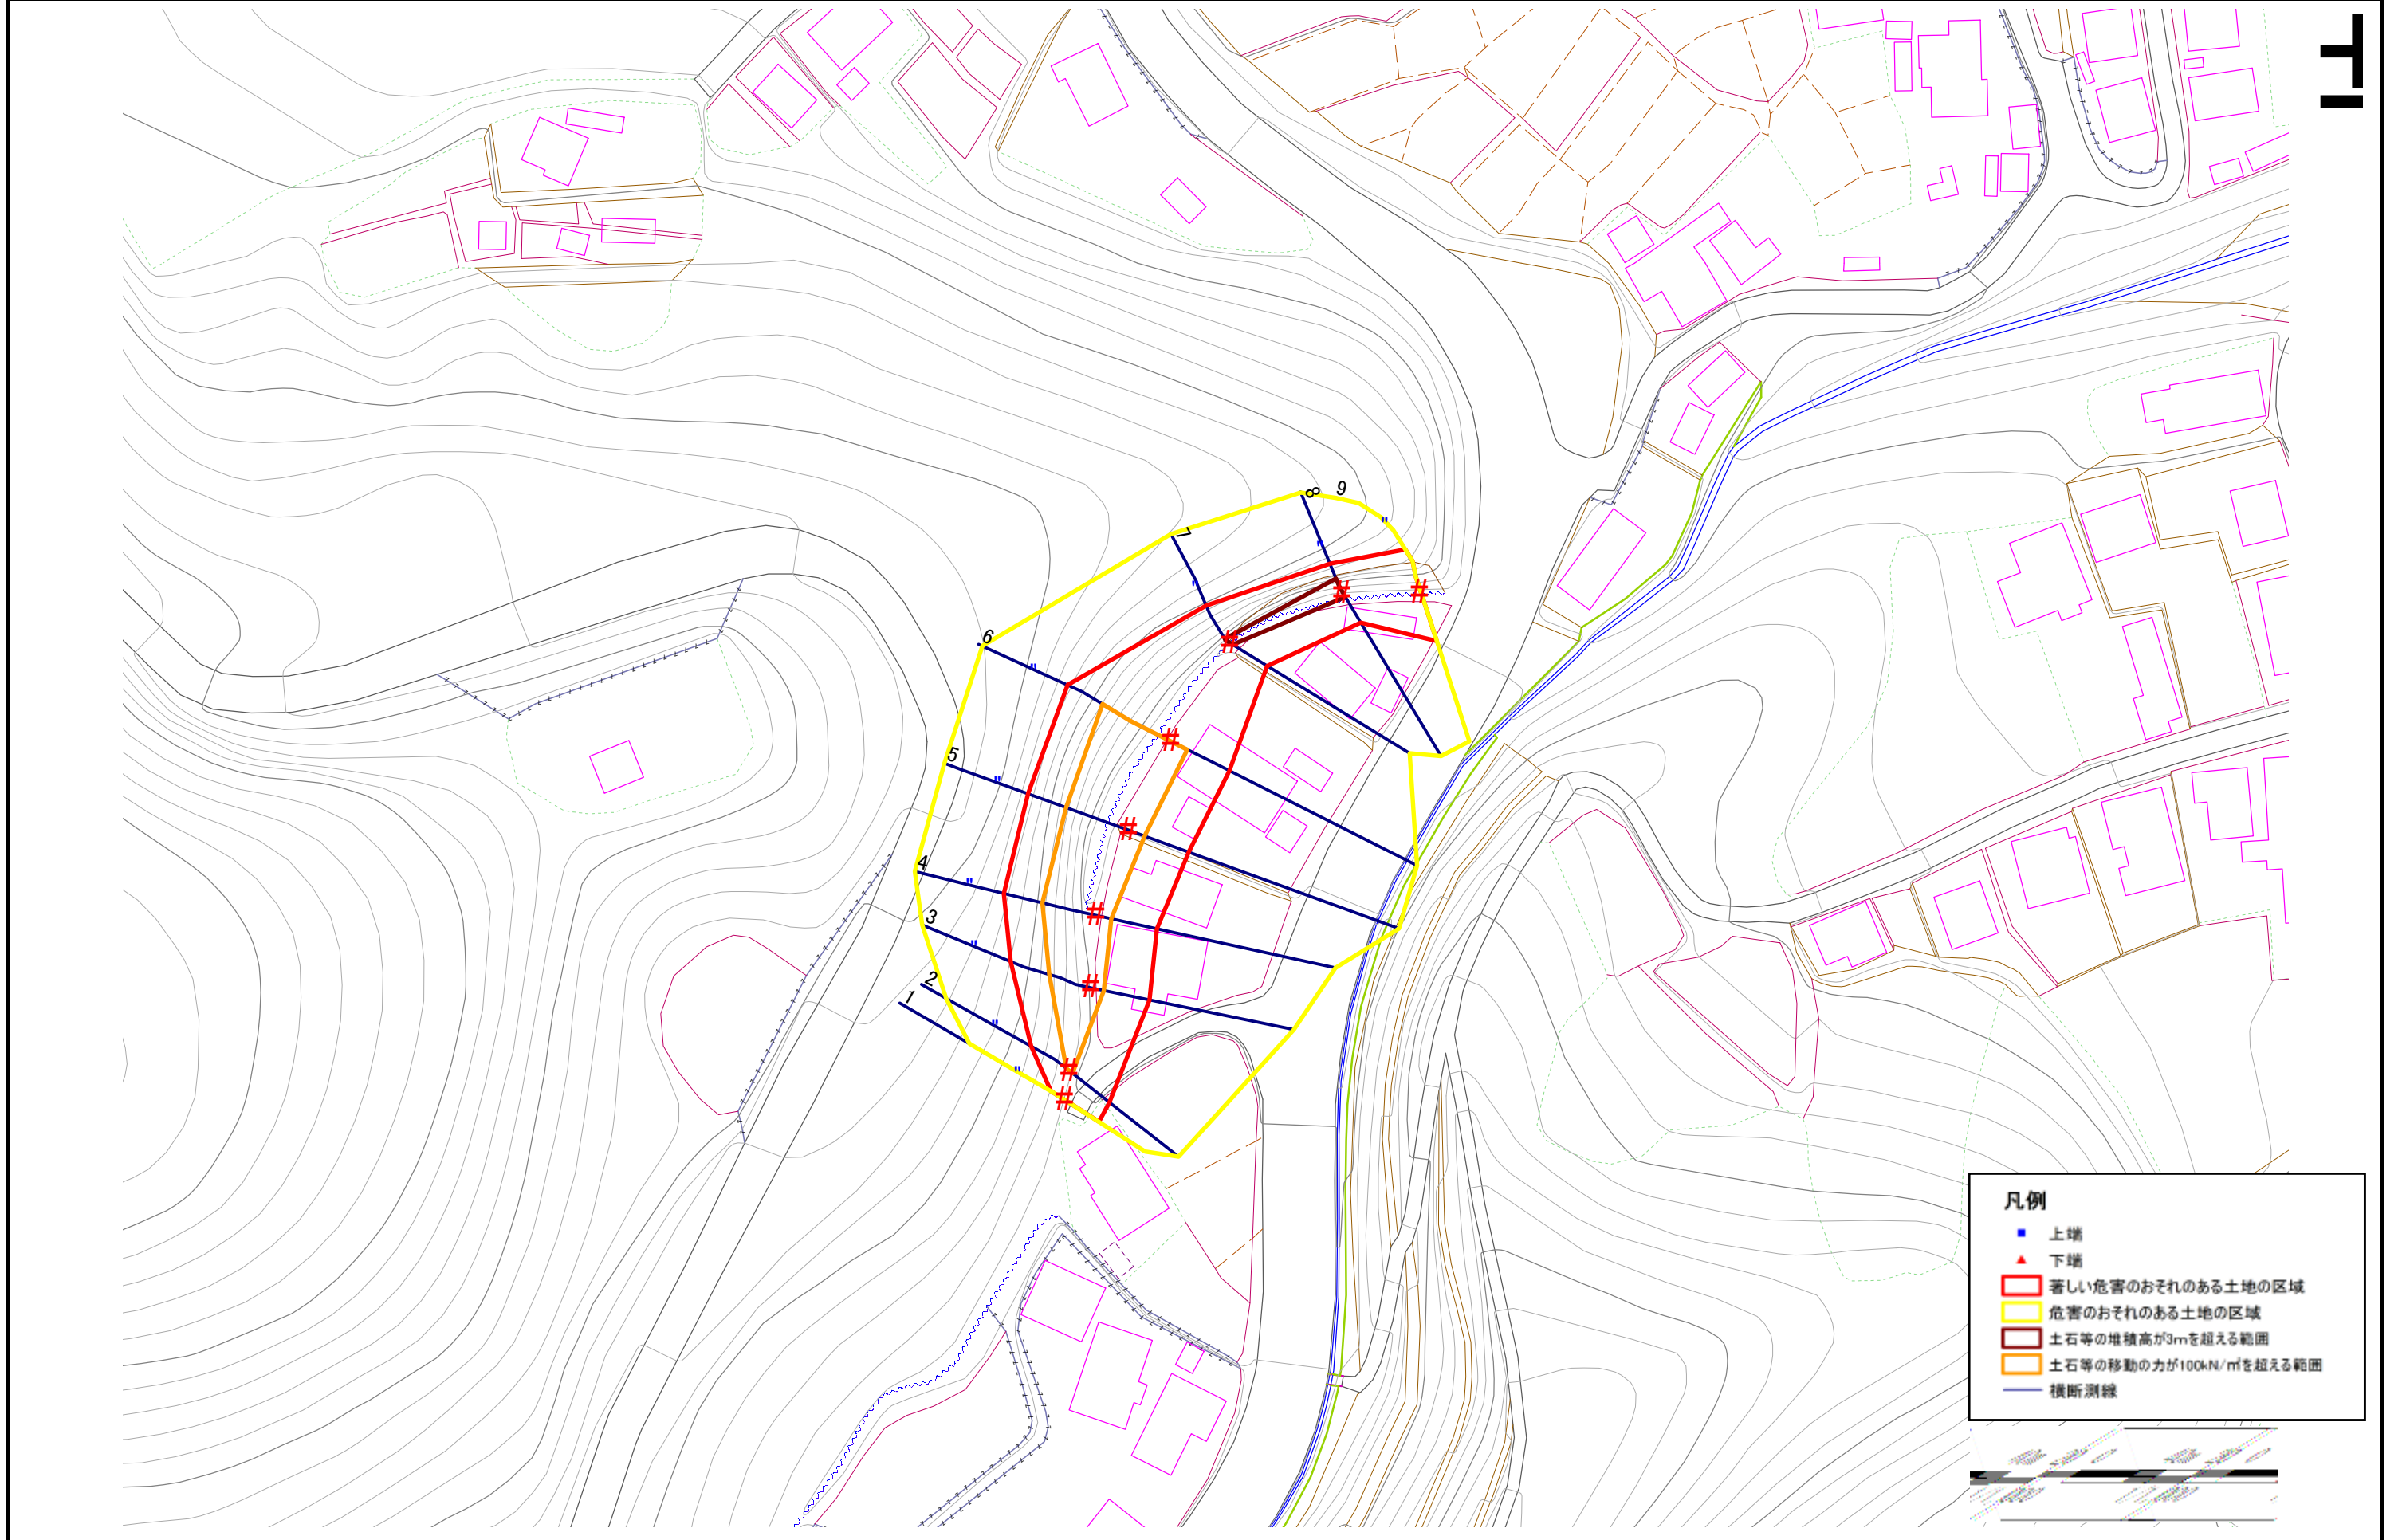 8
9
7
6
5
4
3
2
1
凡例
上端
下端
著しい危害のおそれのある土地の区域
危害のおそれのある土地の区域
土石等の堆積高が3mを超える範囲
土石等の移動の力が100kN/㎡を超える範囲
横断測線